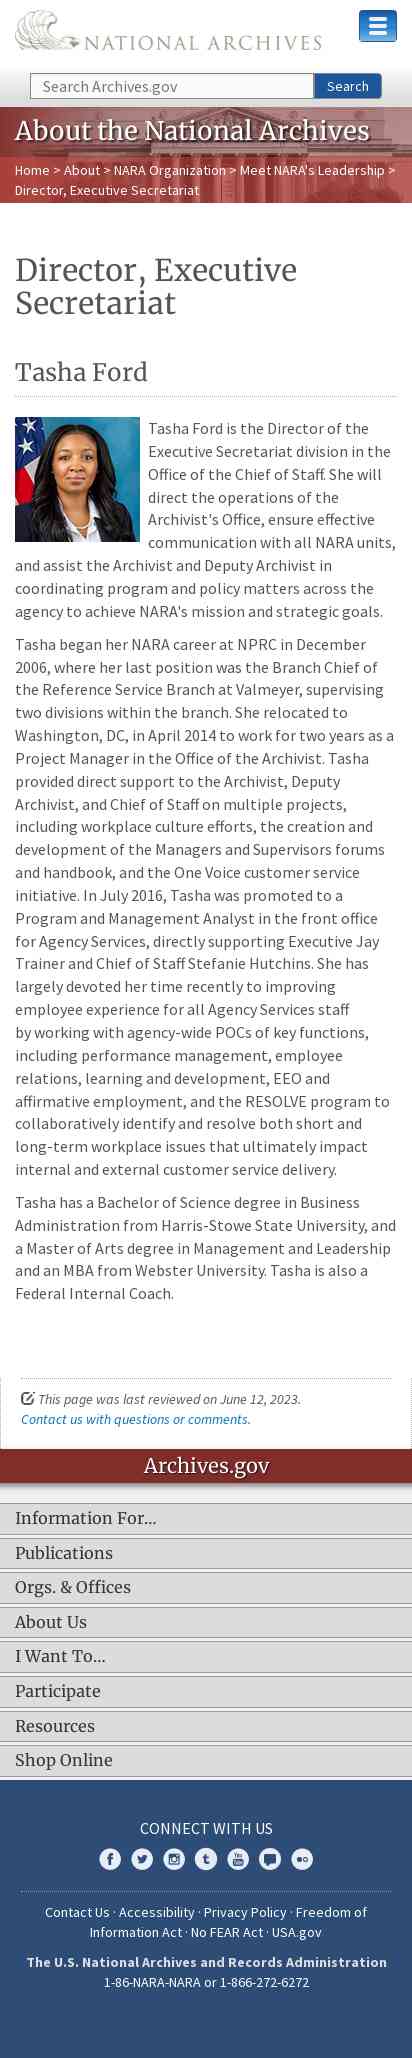 NATIONAL ARCHIVES
Search Archives.gov
Search
About the National Archives
Home > About > NARA Organization > Meet NARA's Leadership >
Director, Executive Secretariat
Director, Executive
Secretariat
Tasha Ford
Tasha Ford is the Director of the
Executive Secretariat division in the
Office of the Chief of Staff. She will
direct the operations of the
Archivist's Office, ensure effective
communication with all NARA units,
and assist the Archivist and Deputy Archivist in
coordinating program and policy matters across the
agency to achieve NARA's mission and strategic goals.
Tasha began her NARA career at NPRC in December
2006, where her last position was the Branch Chief of
the Reference Service Branch at Valmeyer, supervising
two divisions within the branch. She relocated to
Washington, DC, in April 2014 to work for two years as a
Project Manager in the Office of the Archivist. Tasha
provided direct support to the Archivist, Deputy
Archivist, and Chief of Staff on multiple projects,
including workplace culture efforts, the creation and
development of the Managers and Supervisors forums
and handbook, and the One Voice customer service
initiative. In July 2016, Tasha was promoted to a
Program and Management Analyst in the front office
for Agency Services, directly supporting Executive Jay
Trainer and Chief of Staff Stefanie Hutchins. She has
largely devoted her time recently to improving
employee experience for all Agency Services staff
by working with agency-wide POCs of key functions,
including performance management, employee
relations, learning and development, EEO and
affirmative employment, and the RESOLVE program to
collaboratively identify and resolve both short and
long-term workplace issues that ultimately impact
internal and external customer service delivery.
Tasha has a Bachelor of Science degree in Business
Administration from Harris-Stowe State University, and
a Master of Arts degree in Management and Leadership
and an MBA from Webster University. Tasha is also a
Federal Internal Coach.
This page was last reviewed on June 12, 2023.
Contact us with questions or comments.
Archives.gov
Information For…
Publications
Orgs. & Offices
About Us
I Want To…
Participate
Resources
Shop Online
CONNECT WITH US
Contact Us · Accessibility · Privacy Policy · Freedom of
Information Act · No FEAR Act · USA.gov
The U.S. National Archives and Records Administration
1-86-NARA-NARA or 1-866-272-6272